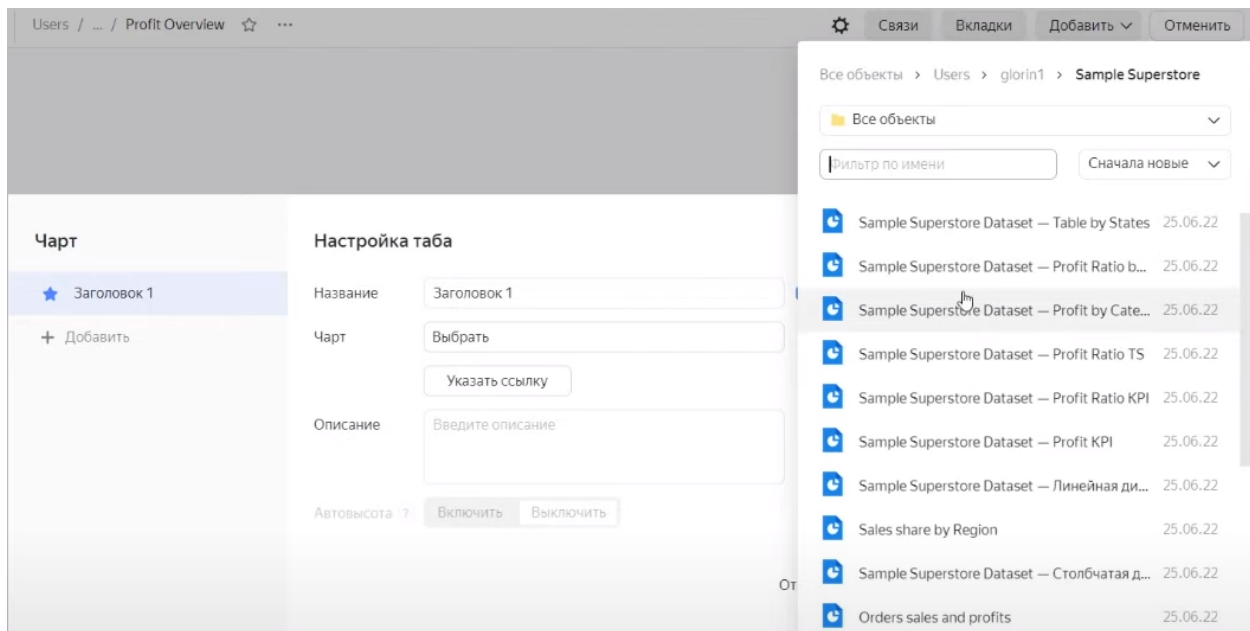 Users / ... / Profit Overview
Связи
Вкладки
Добавить
Отменить
Все объекты > Users > glorin1 > Sample Superstore
Все объекты
Фильтр по имени
Сначала новые
Чарт
Заголовок 1
+ Добавить
Настройка таба
Название
Заголовок 1
Чарт
Выбрать
Указать ссылку
Описание
Введите описание
Автовысота ?
Включить
Выключить
От
Sample Superstore Dataset — Table by States 25.06.22
Sample Superstore Dataset — Profit Ratio b... 25.06.22
Sample Superstore Dataset — Profit by Cate... 25.06.22
Sample Superstore Dataset — Profit Ratio TS 25.06.22
Sample Superstore Dataset — Profit Ratio KPI 25.06.22
Sample Superstore Dataset — Profit KPI 25.06.22
Sample Superstore Dataset — Линейная ди... 25.06.22
Sales share by Region 25.06.22
Sample Superstore Dataset — Столбчатая д... 25.06.22
Orders sales and profits 25.06.22